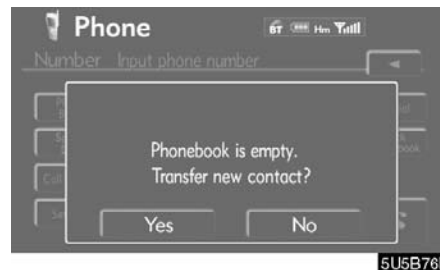 Phone
BT Hm
Number Input phone number
Phonebook is empty.
Transfer new contact?
Yes No
5U5B76